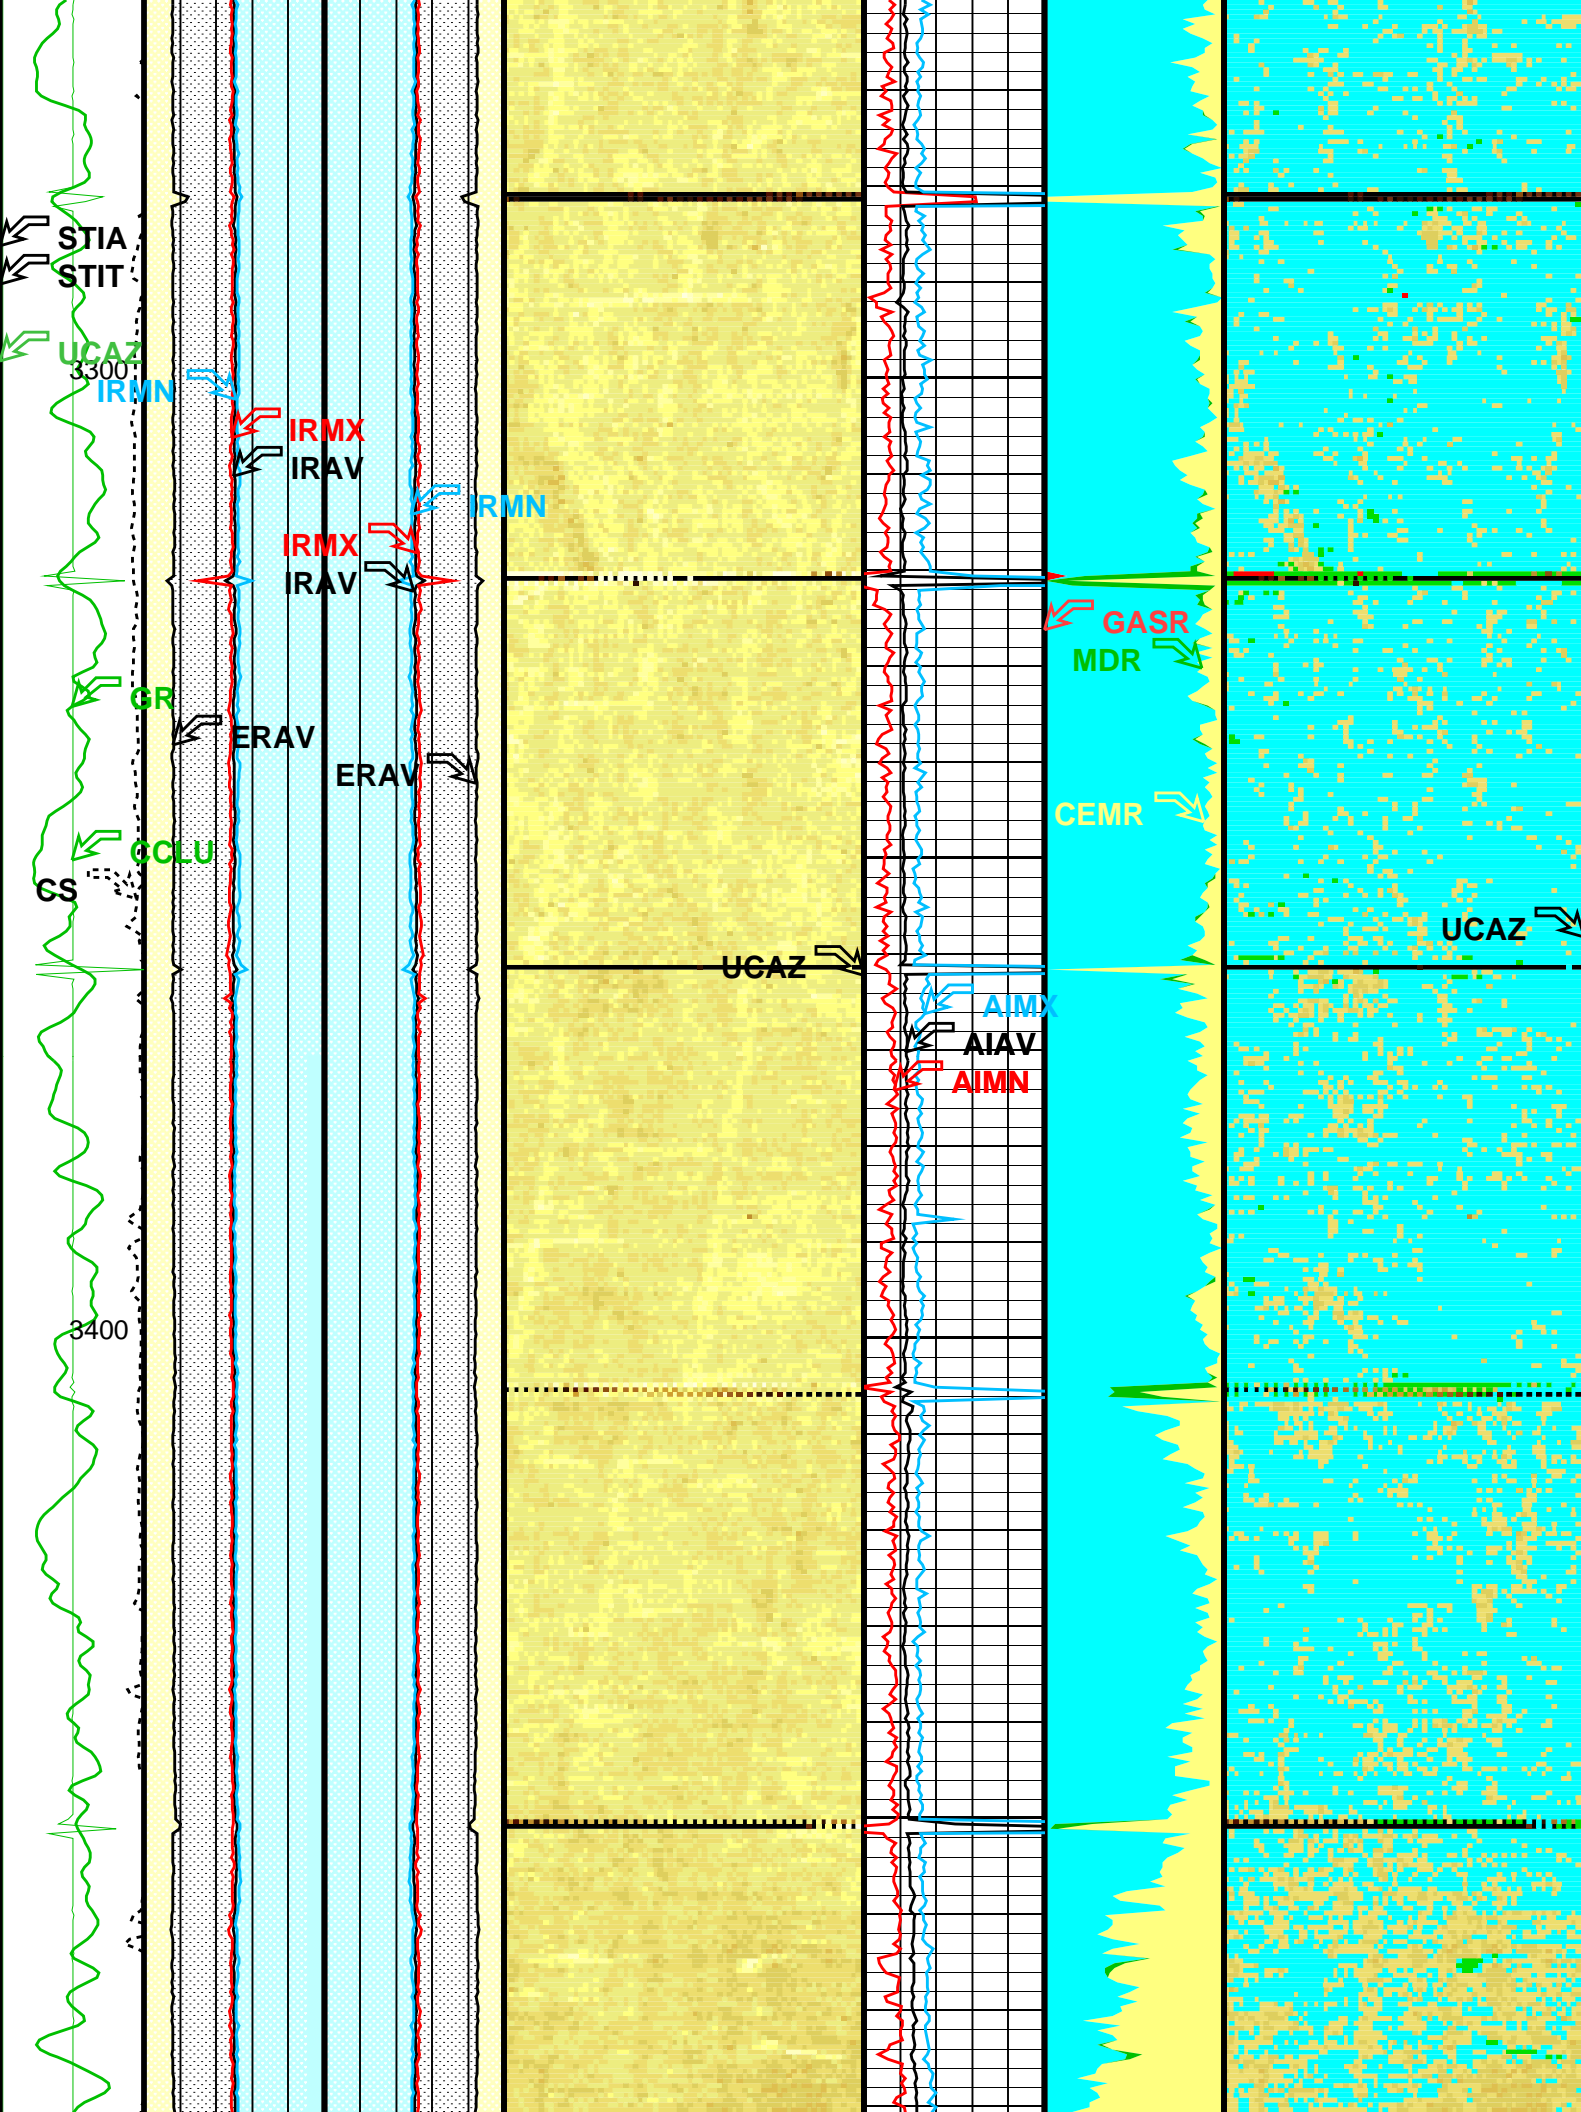 STIA
STIT
UCAZ
3300
IRMN
IRMX
IRAV
IRMN
IRMX
IRAV
GASR
MDR
GR
ERAV
ERAV
CEMR
CCLU
CS
UCAZ
UCAZ
AIMX
AIAV
AIMN
3400